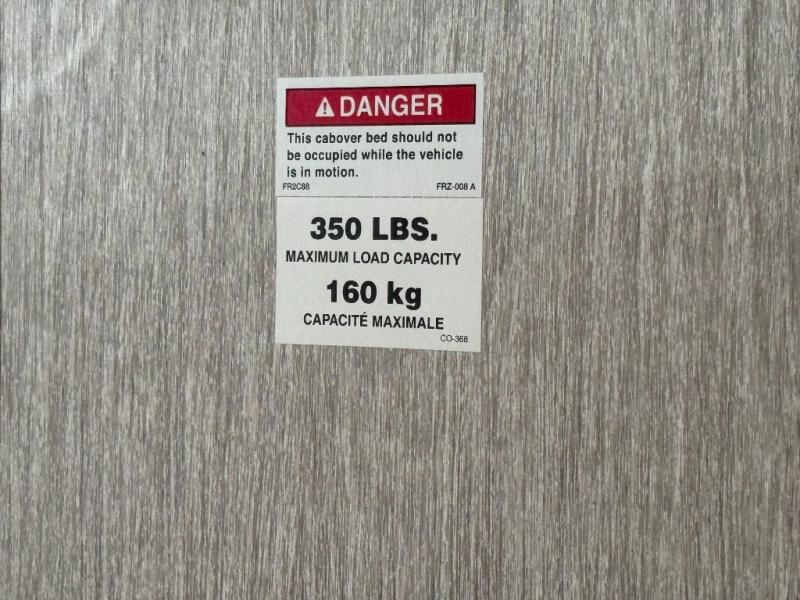 DANGER
This cabover bed should not
be occupied while the vehicle
is in motion.
FR2C88 FRZ-008 A
350 LBS.
MAXIMUM LOAD CAPACITY
160 kg
CAPACITÉ MAXIMALE
CO-368